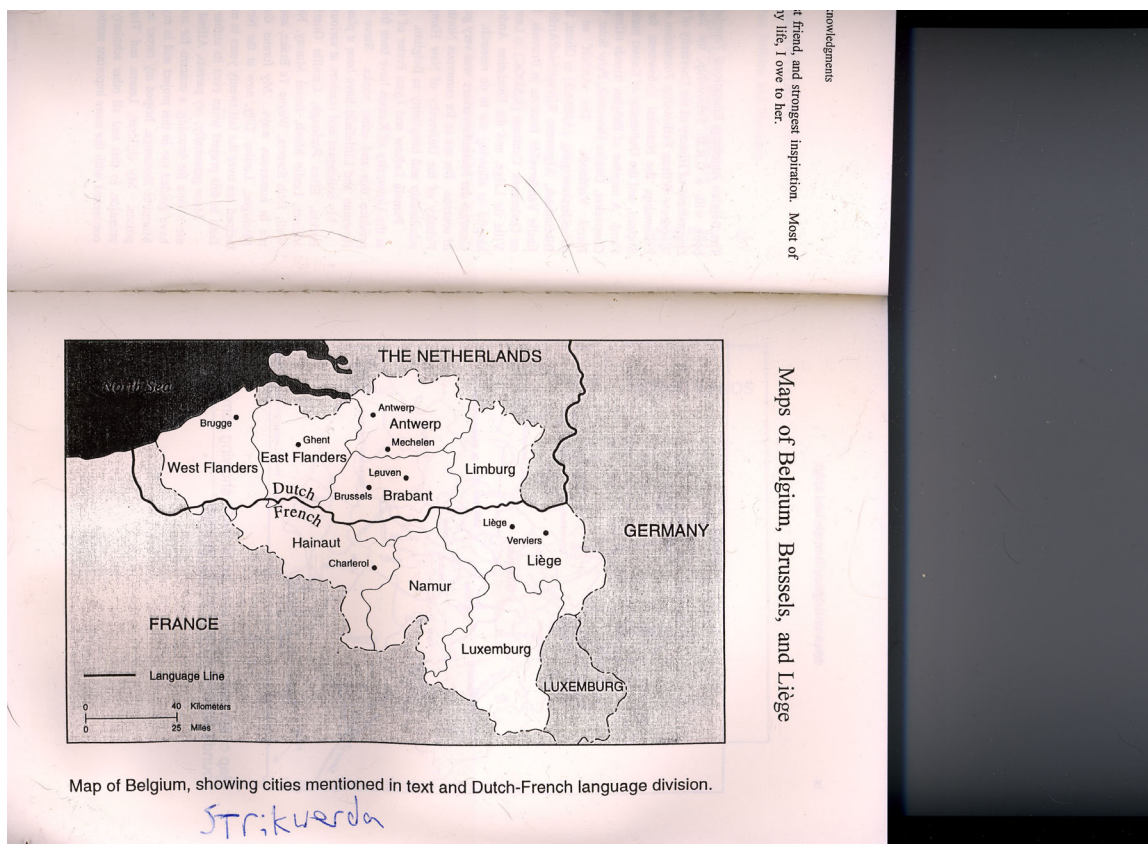 knowledgments
t friend, and strongest inspiration. Most of
y life, I owe to her.
Maps of Belgium, Brussels, and Liège
North Sea
THE NETHERLANDS
Antwerp
Antwerp
Brugge
Ghent
Mechelen
East Flanders
West Flanders
Limburg
Leuven
Brussels
Brabant
Dutch
French
Liège
Verviers
GERMANY
Hainaut
Liège
Charlerol
Namur
FRANCE
Luxemburg
Language Line
LUXEMBURG
0 40 Kilometers
0 25 Miles
Map of Belgium, showing cities mentioned in text and Dutch-French language division.
Strikwerda